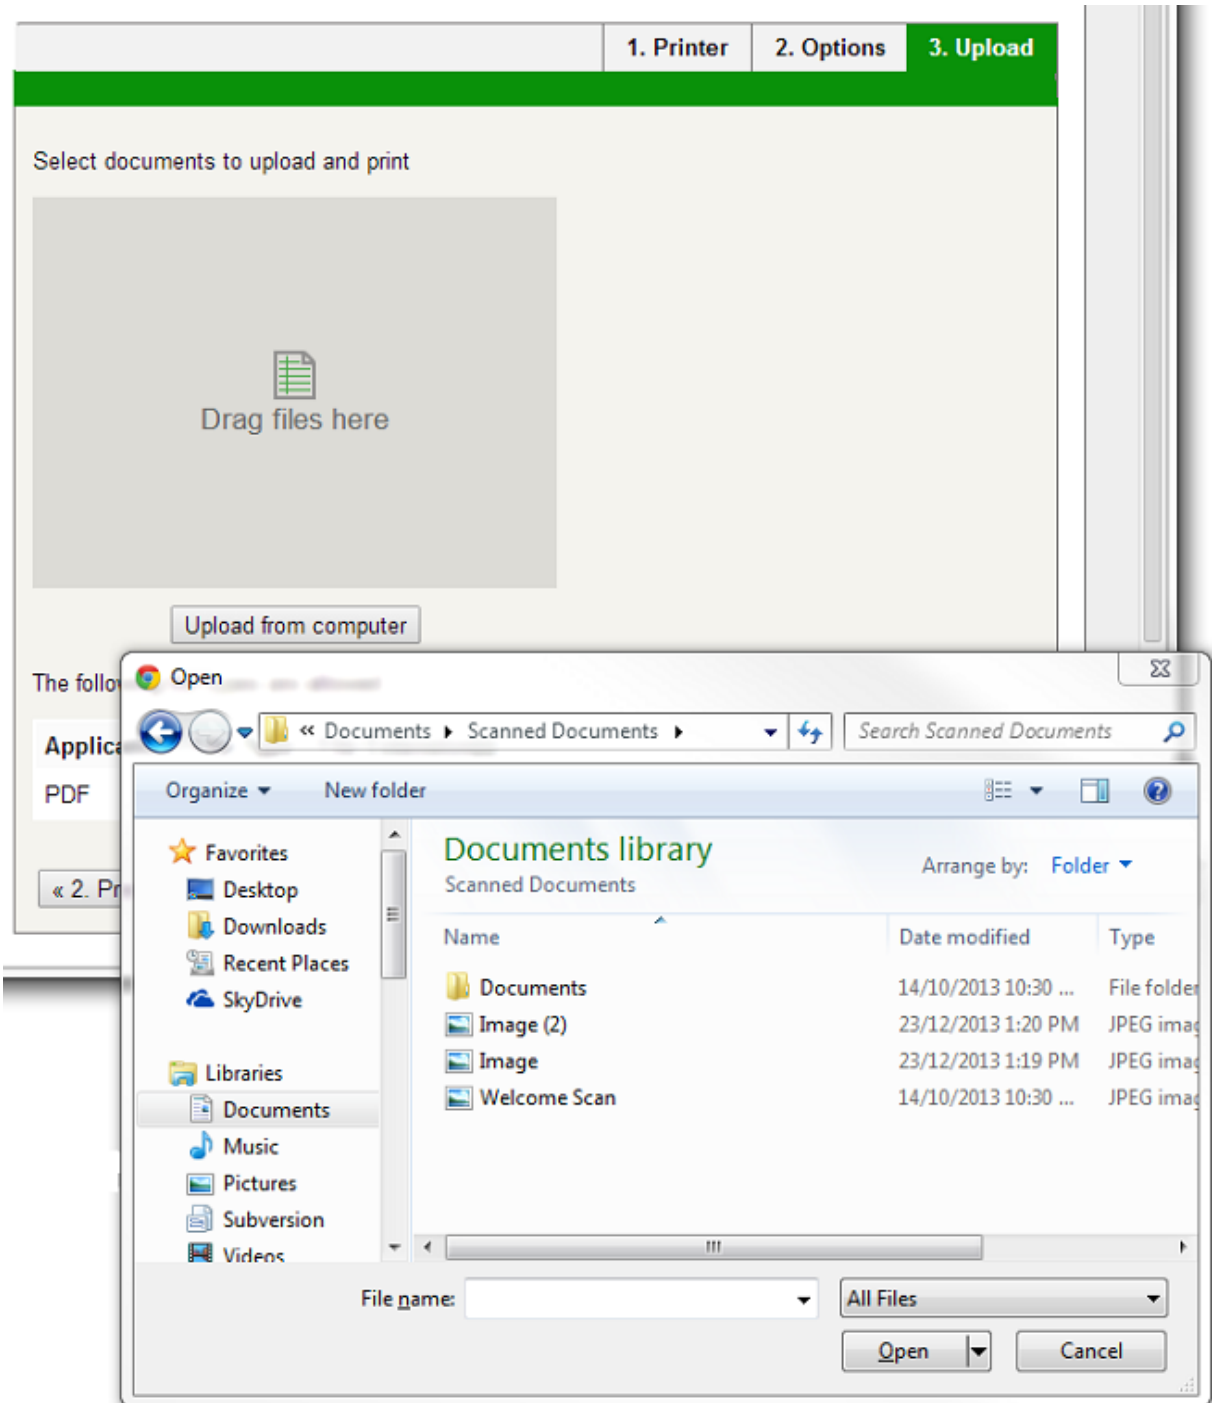 1. Printer 2. Options 3. Upload
Select documents to upload and print
Drag files here
Upload from computer
The follo
Applica
PDF
« 2. Pr
Open
« Documents Scanned Documents
Search Scanned Documents
Organize New folder
Favorites
Desktop
Downloads
Recent Places
SkyDrive
Libraries
Documents
Music
Pictures
Subversion
Videos
Documents library
Scanned Documents
Arrange by: Folder
Name Date modified Type
Documents 14/10/2013 10:30 ... File folder
Image (2) 23/12/2013 1:20 PM JPEG imag
Image 23/12/2013 1:19 PM JPEG imag
Welcome Scan 14/10/2013 10:30 ... JPEG imag
File name: All Files
Open Cancel